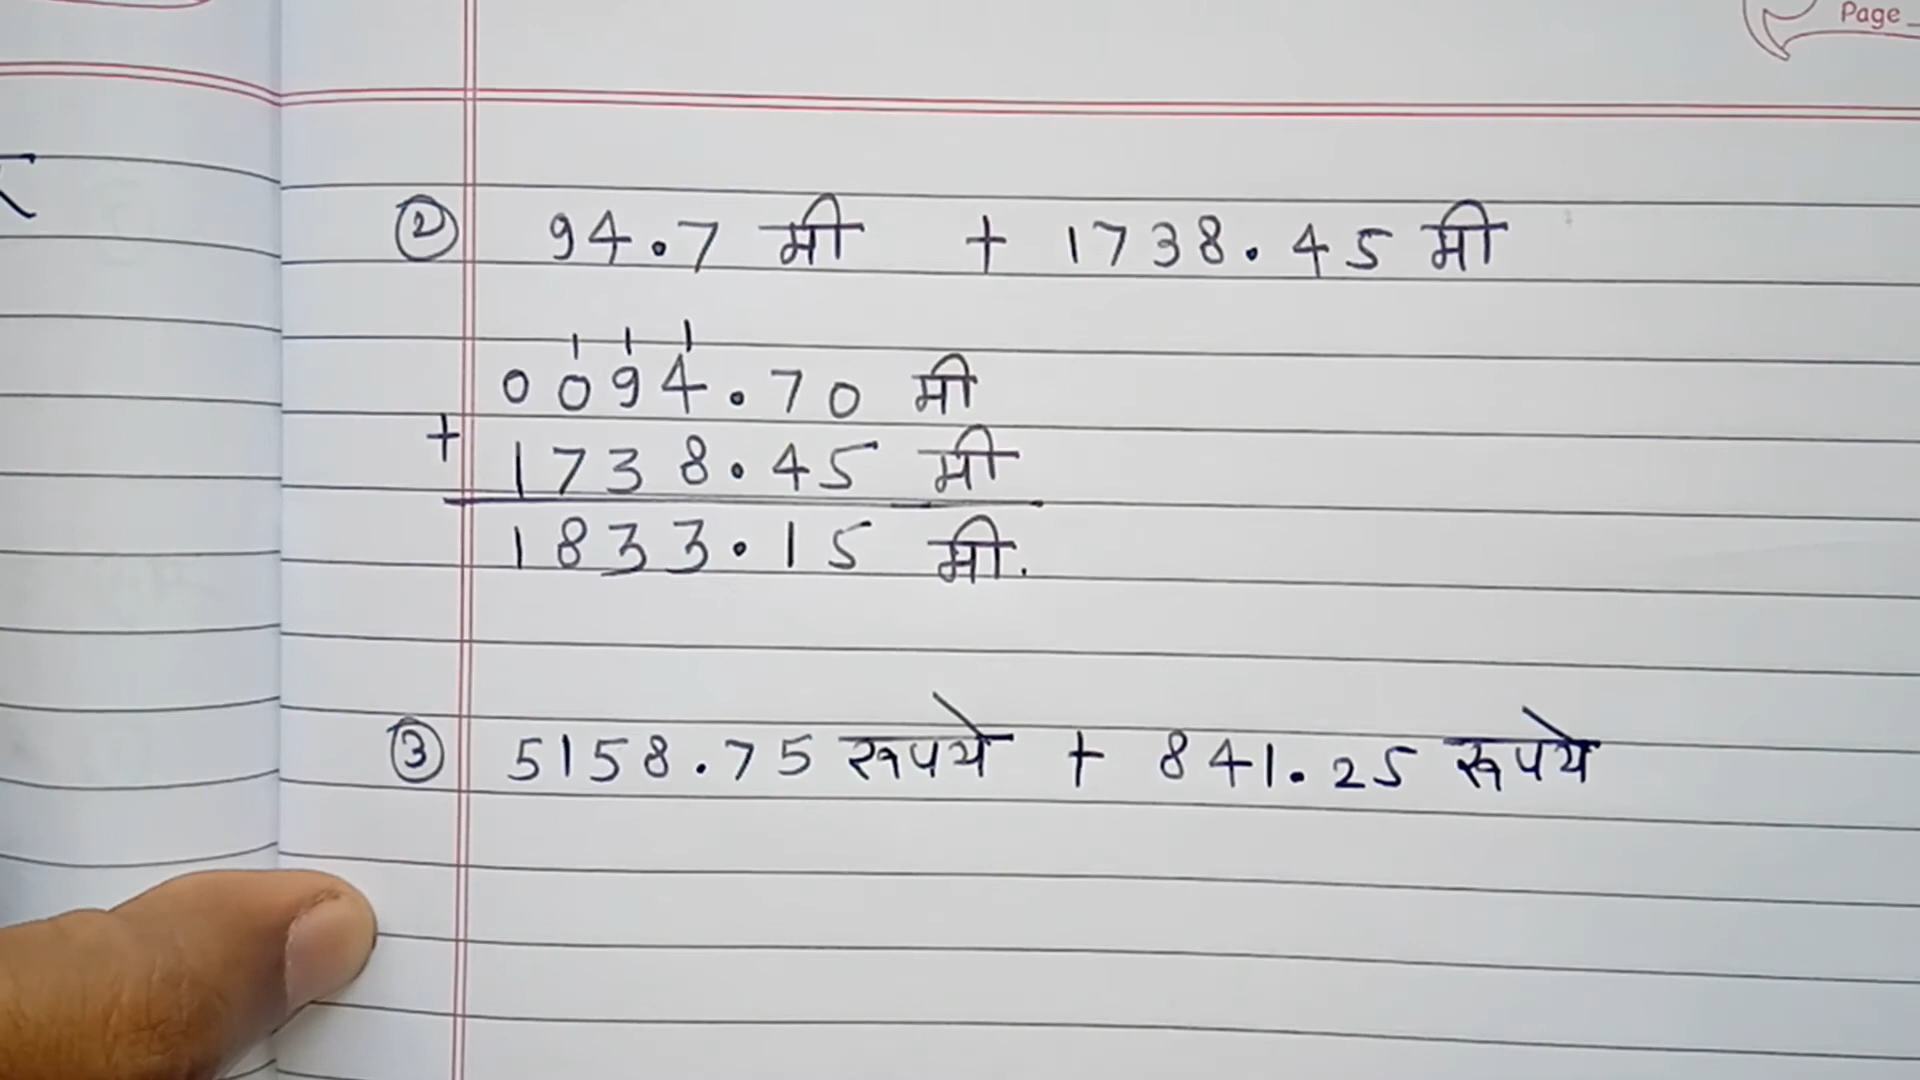 Page
② 94.7 मी + 1738.45 मी
1 1 1
0094.70 मी
+ 1738.45 मी
1833.15 मी.
③ 5158.75 रूपये + 841.25 रूपये